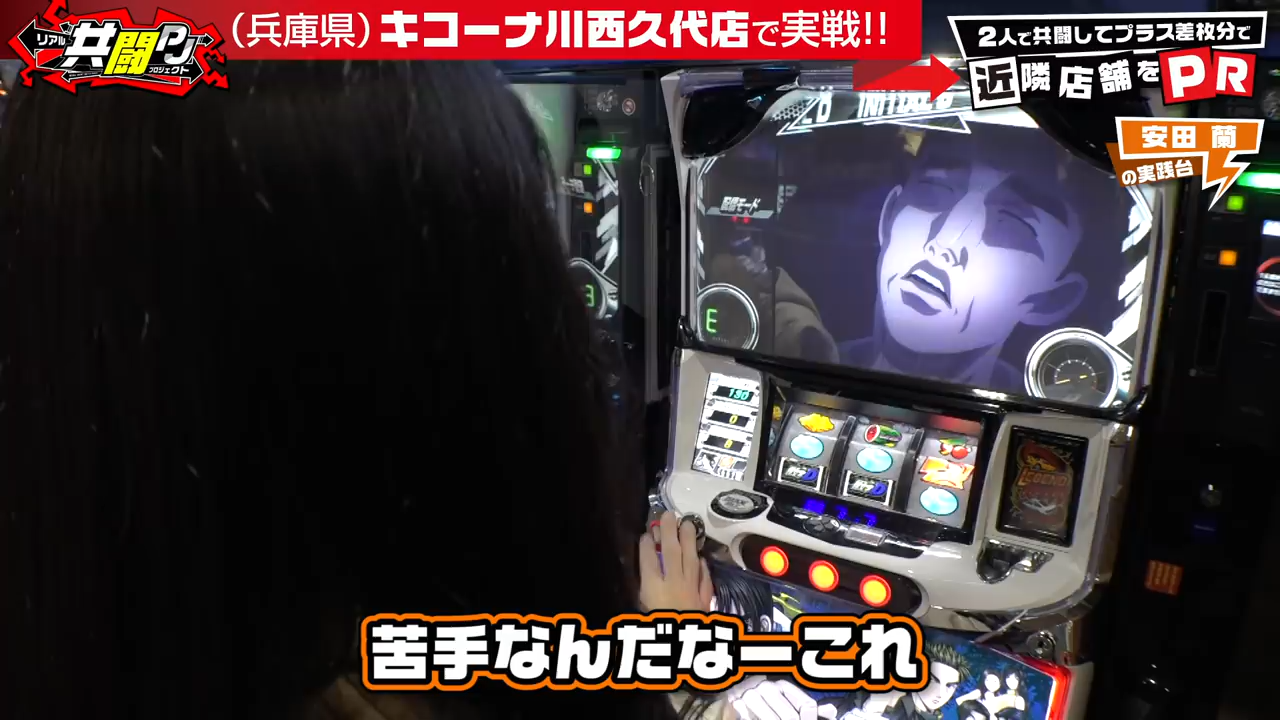 リアル
共闘PJ
プロジェクト
(兵庫県)キコーナ川西久代店で実戦!!
2人で共闘してプラス差枚分で
近隣店舗をPR
安田 蘭
の実践台
E
LEGEND
苦手なんだなーこれ